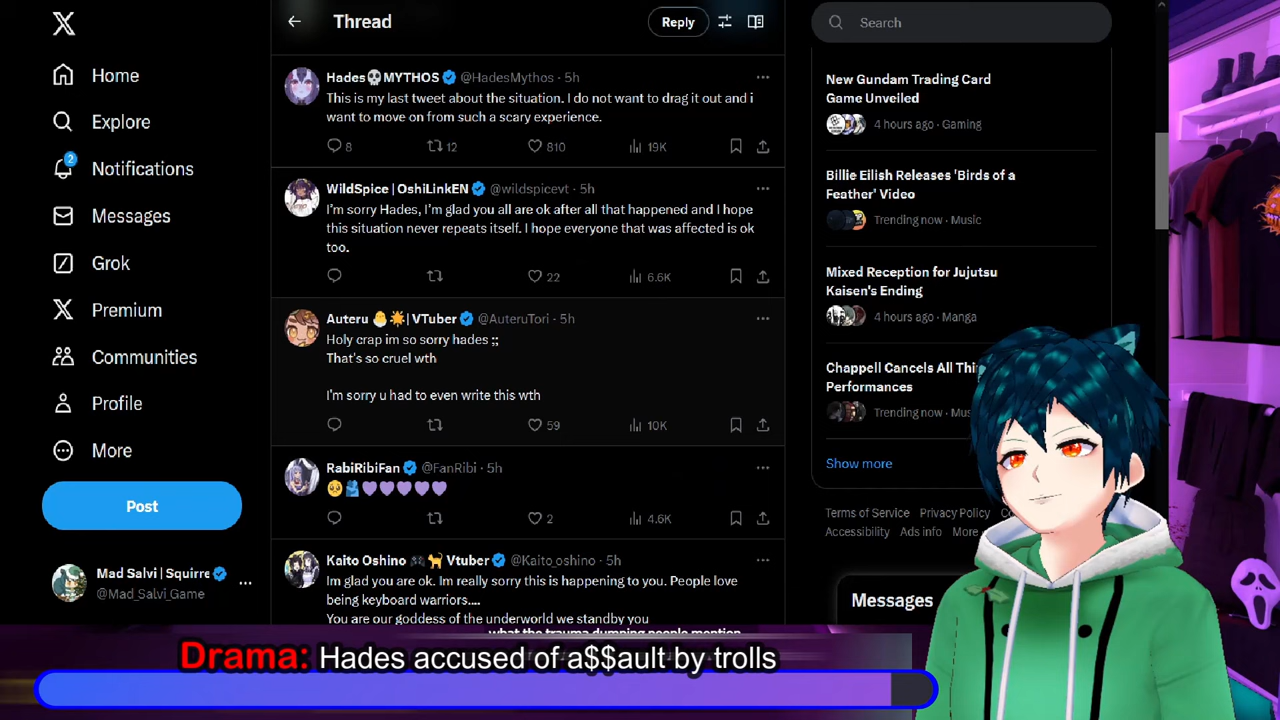 Home
Explore
2
Notifications
Messages
Grok
Premium
Communities
Profile
More
Post
Mad Salvi | Squirre
@Mad_Salvi_Game
Thread
Reply
Hades💀MYTHOS @HadesMythos · 5h
This is my last tweet about the situation. I do not want to drag it out and i
want to move on from such a scary experience.
8 12 810 19K
WildSpice | OshiLinkEN @wildspicevt · 5h
I'm sorry Hades, I'm glad you all are ok after all that happened and I hope
this situation never repeats itself. I hope everyone that was affected is ok
too.
22 6.6K
Auteru 🐣☀️| VTuber @AuteruTori · 5h
Holy crap im so sorry hades ;;
That's so cruel wth
I'm sorry u had to even write this wth
59 10K
RabiRibiFan @FanRibi · 5h
🥺🫂💜💜💜💜💜
2 4.6K
Kaito Oshino 🎮🐈 Vtuber @Kaito_oshino · 5h
Im glad you are ok. Im really sorry this is happening to you. People love
being keyboard warriors....
You are our goddess of the underworld we standby you
Search
New Gundam Trading Card
Game Unveiled
4 hours ago · Gaming
Billie Eilish Releases 'Birds of a
Feather' Video
Trending now · Music
Mixed Reception for Jujutsu
Kaisen's Ending
4 hours ago · Manga
Chappell Cancels All Thi
Performances
Trending now · Mus
Show more
Terms of Service Privacy Policy
Accessibility Ads info More
Messages
what the trauma dumping people mention
Drama: Hades accused of a$$ault by trolls